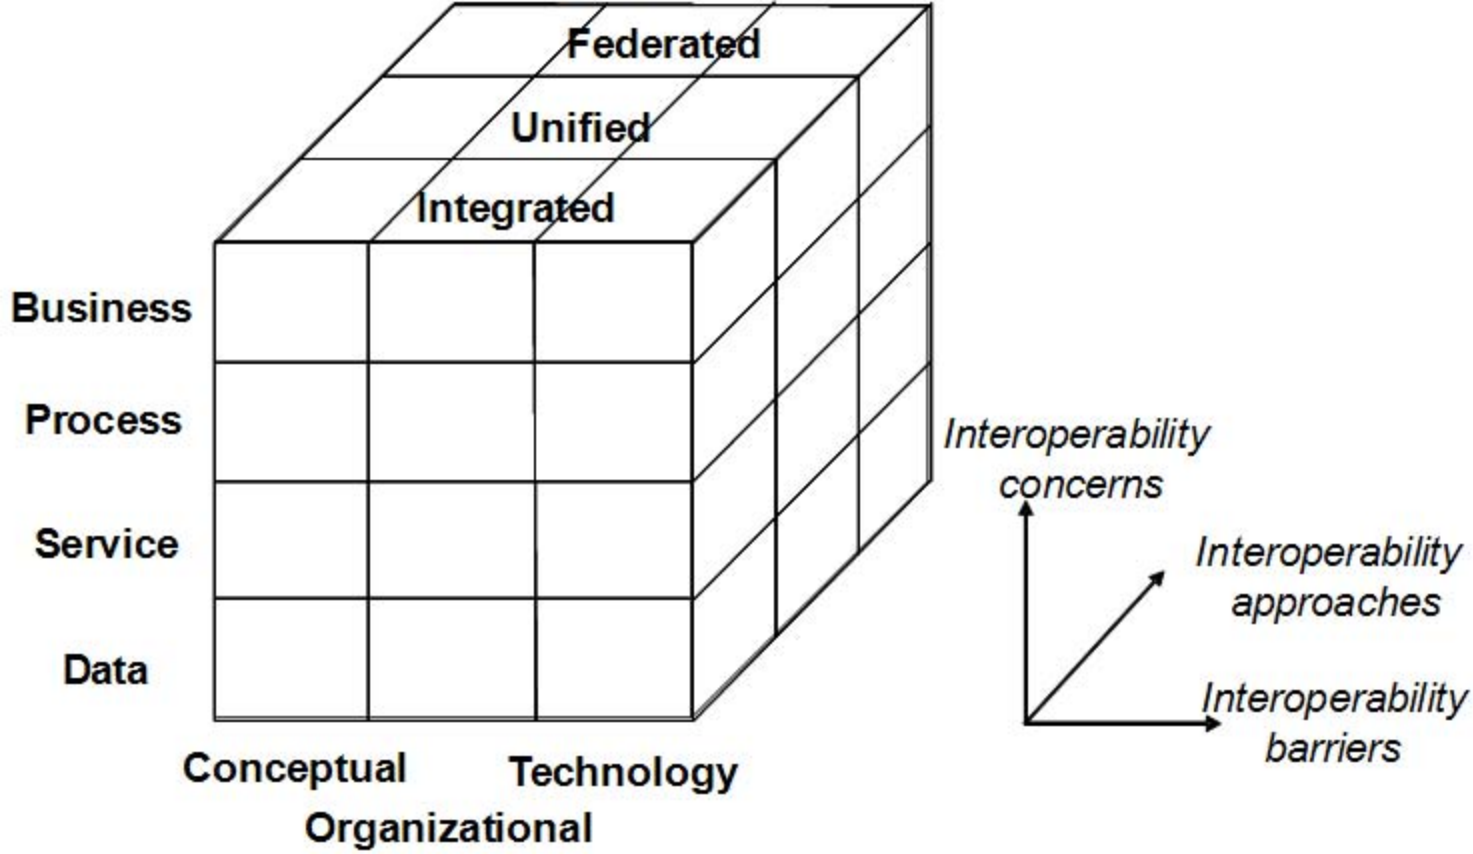 Federated
Unified
Integrated
Business
Process
Service
Data
Conceptual
Technology
Organizational
Interoperability
concerns
Interoperability
approaches
Interoperability
barriers